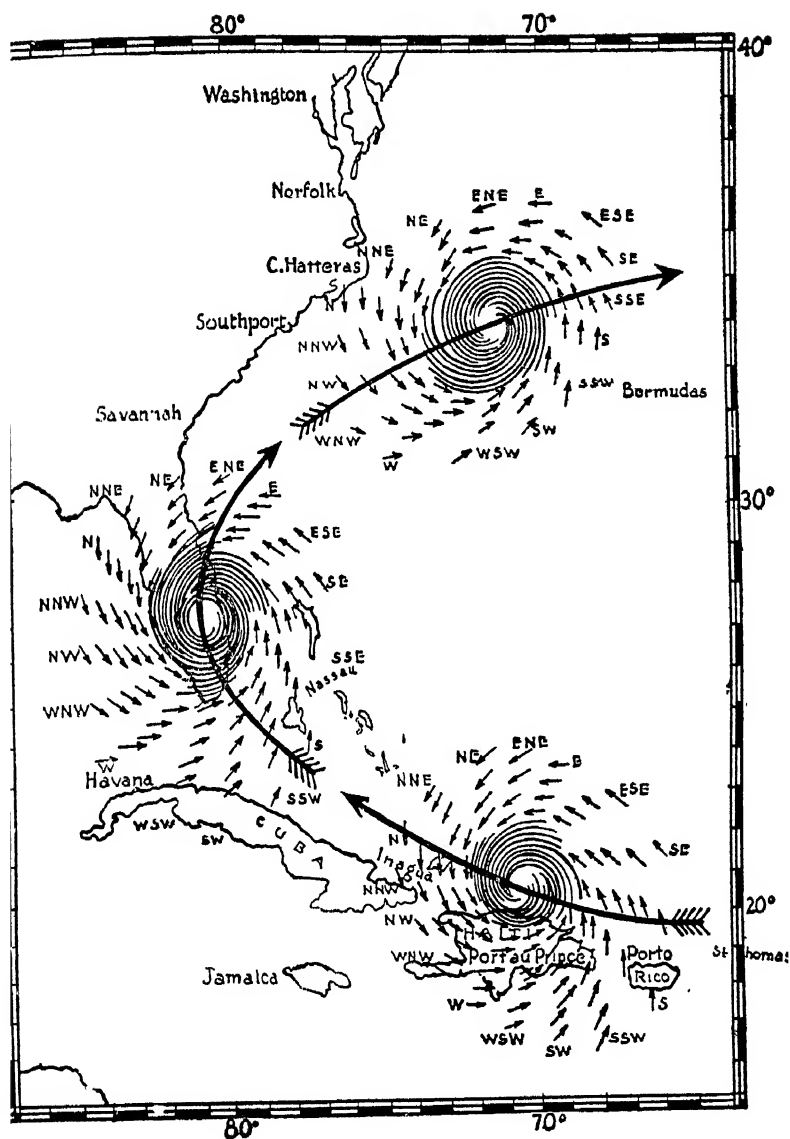 80° 70°
40°
Washington
Norfolk
C.Hatteras
Southport
Savannah
Bermudas
NE ENE E ESE
NNE SE
N SSE
NNW S
NW SSW
WNW SW
W WSW
30°
NNE NE ENE E
N ESE
NNW SE
NW SSE
WNW Nassau
W S
Havana SSW
WSW SW
CUBA
NE ENE E
NNE ESE
N SE
Inagua
NNW
NW
20°
HAITI
Port au Prince
Porto
RICO
St Thomas
Jamaica
WNW
W S
WSW SW SSW
80° 70°